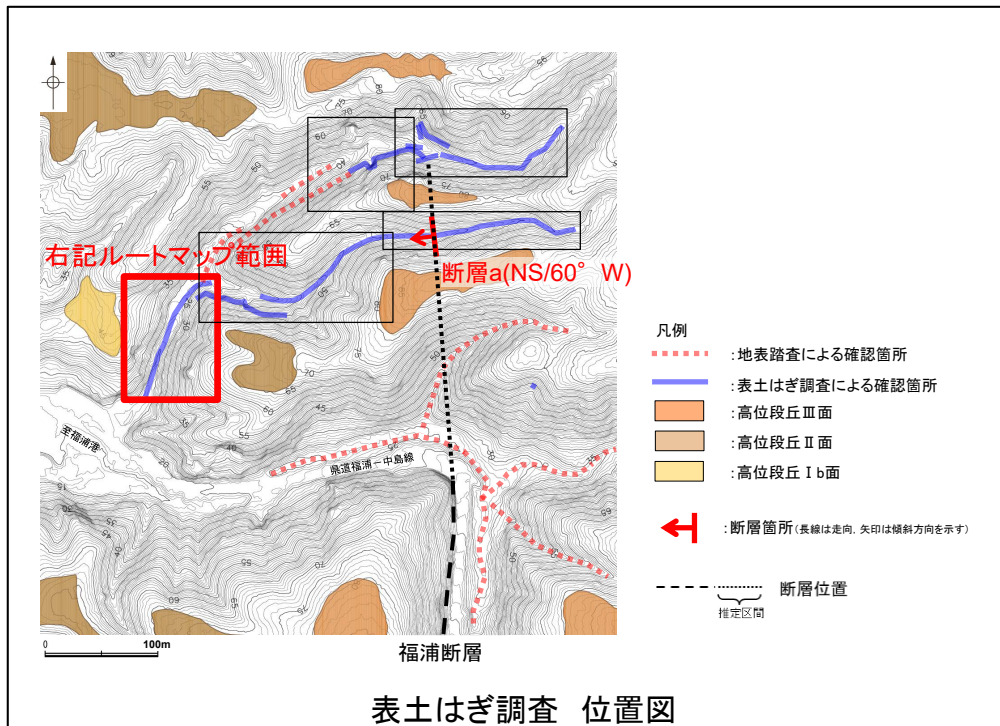 右記ルートマップ範囲
断層a(NS/60°W)
至福浦港
県道福浦-中島線
0 100m
福浦断層
凡例
:地表踏査による確認箇所
:表土はぎ調査による確認箇所
:高位段丘Ⅲ面
:高位段丘Ⅱ面
:高位段丘Ⅰb面
:断層箇所(長線は走向, 矢印は傾斜方向を示す)
断層位置
推定区間
表土はぎ調査 位置図